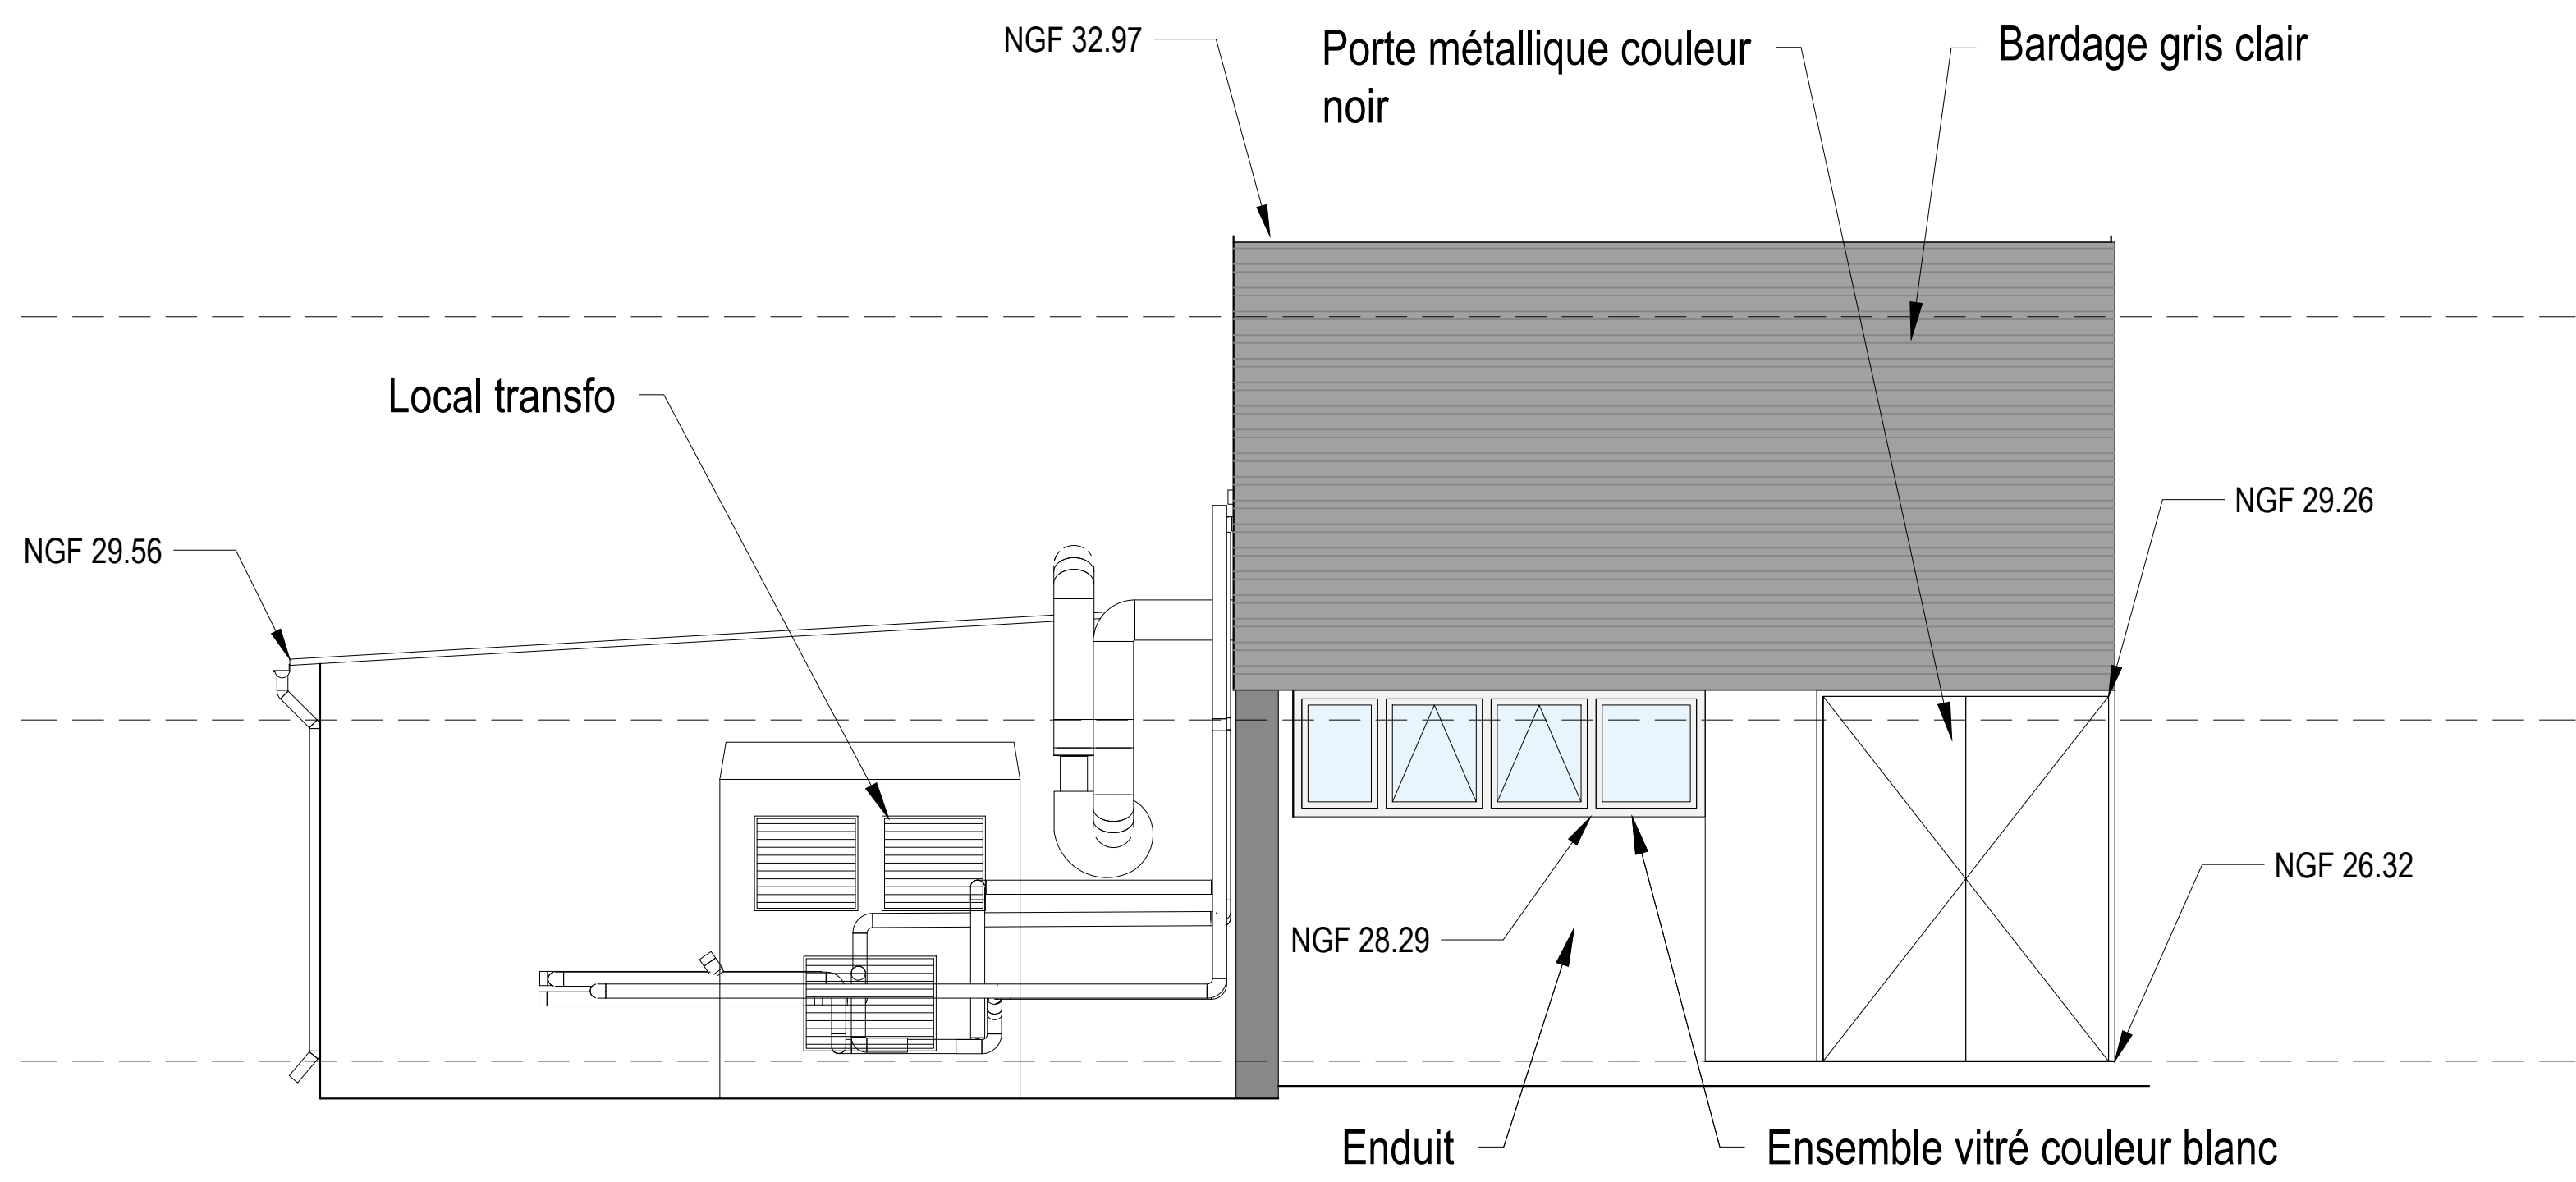 NGF 32.97
Porte métallique couleur
noir
Bardage gris clair
Local transfo
NGF 29.26
NGF 29.56
NGF 26.32
NGF 28.29
Enduit
Ensemble vitré couleur blanc